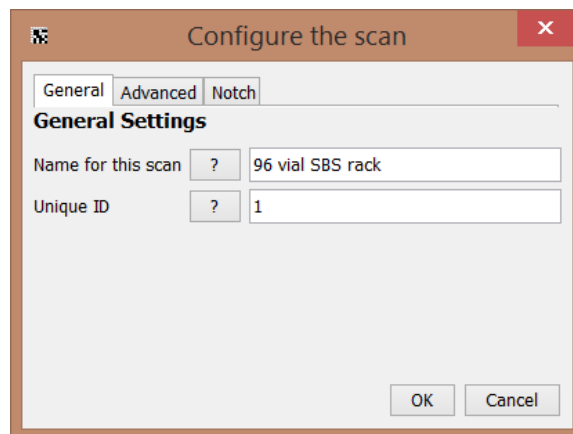 Configure the scan
General Advanced Notch
General Settings
Name for this scan ? 96 vial SBS rack
Unique ID ? 1
OK Cancel